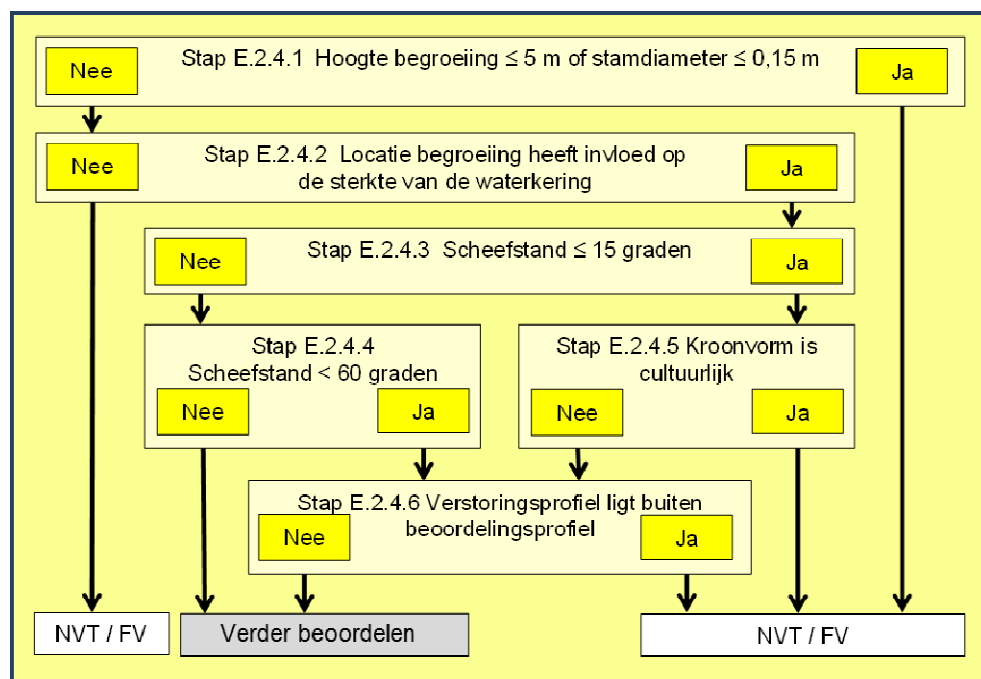 Stap E.2.4.1 Hoogte begroeiing ≤ 5 m of stamdiameter ≤ 0,15 m
Nee
Ja
Stap E.2.4.2 Locatie begroeiing heeft invloed op
de sterkte van de waterkering
Nee
Ja
Stap E.2.4.3 Scheefstand ≤ 15 graden
Nee
Ja
Stap E.2.4.4
Scheefstand < 60 graden
Nee
Ja
Stap E.2.4.5 Kroonvorm is
cultuurlijk
Nee
Ja
Stap E.2.4.6 Verstoringsprofiel ligt buiten
beoordelingsprofiel
Nee
Ja
NVT / FV
Verder beoordelen
NVT / FV